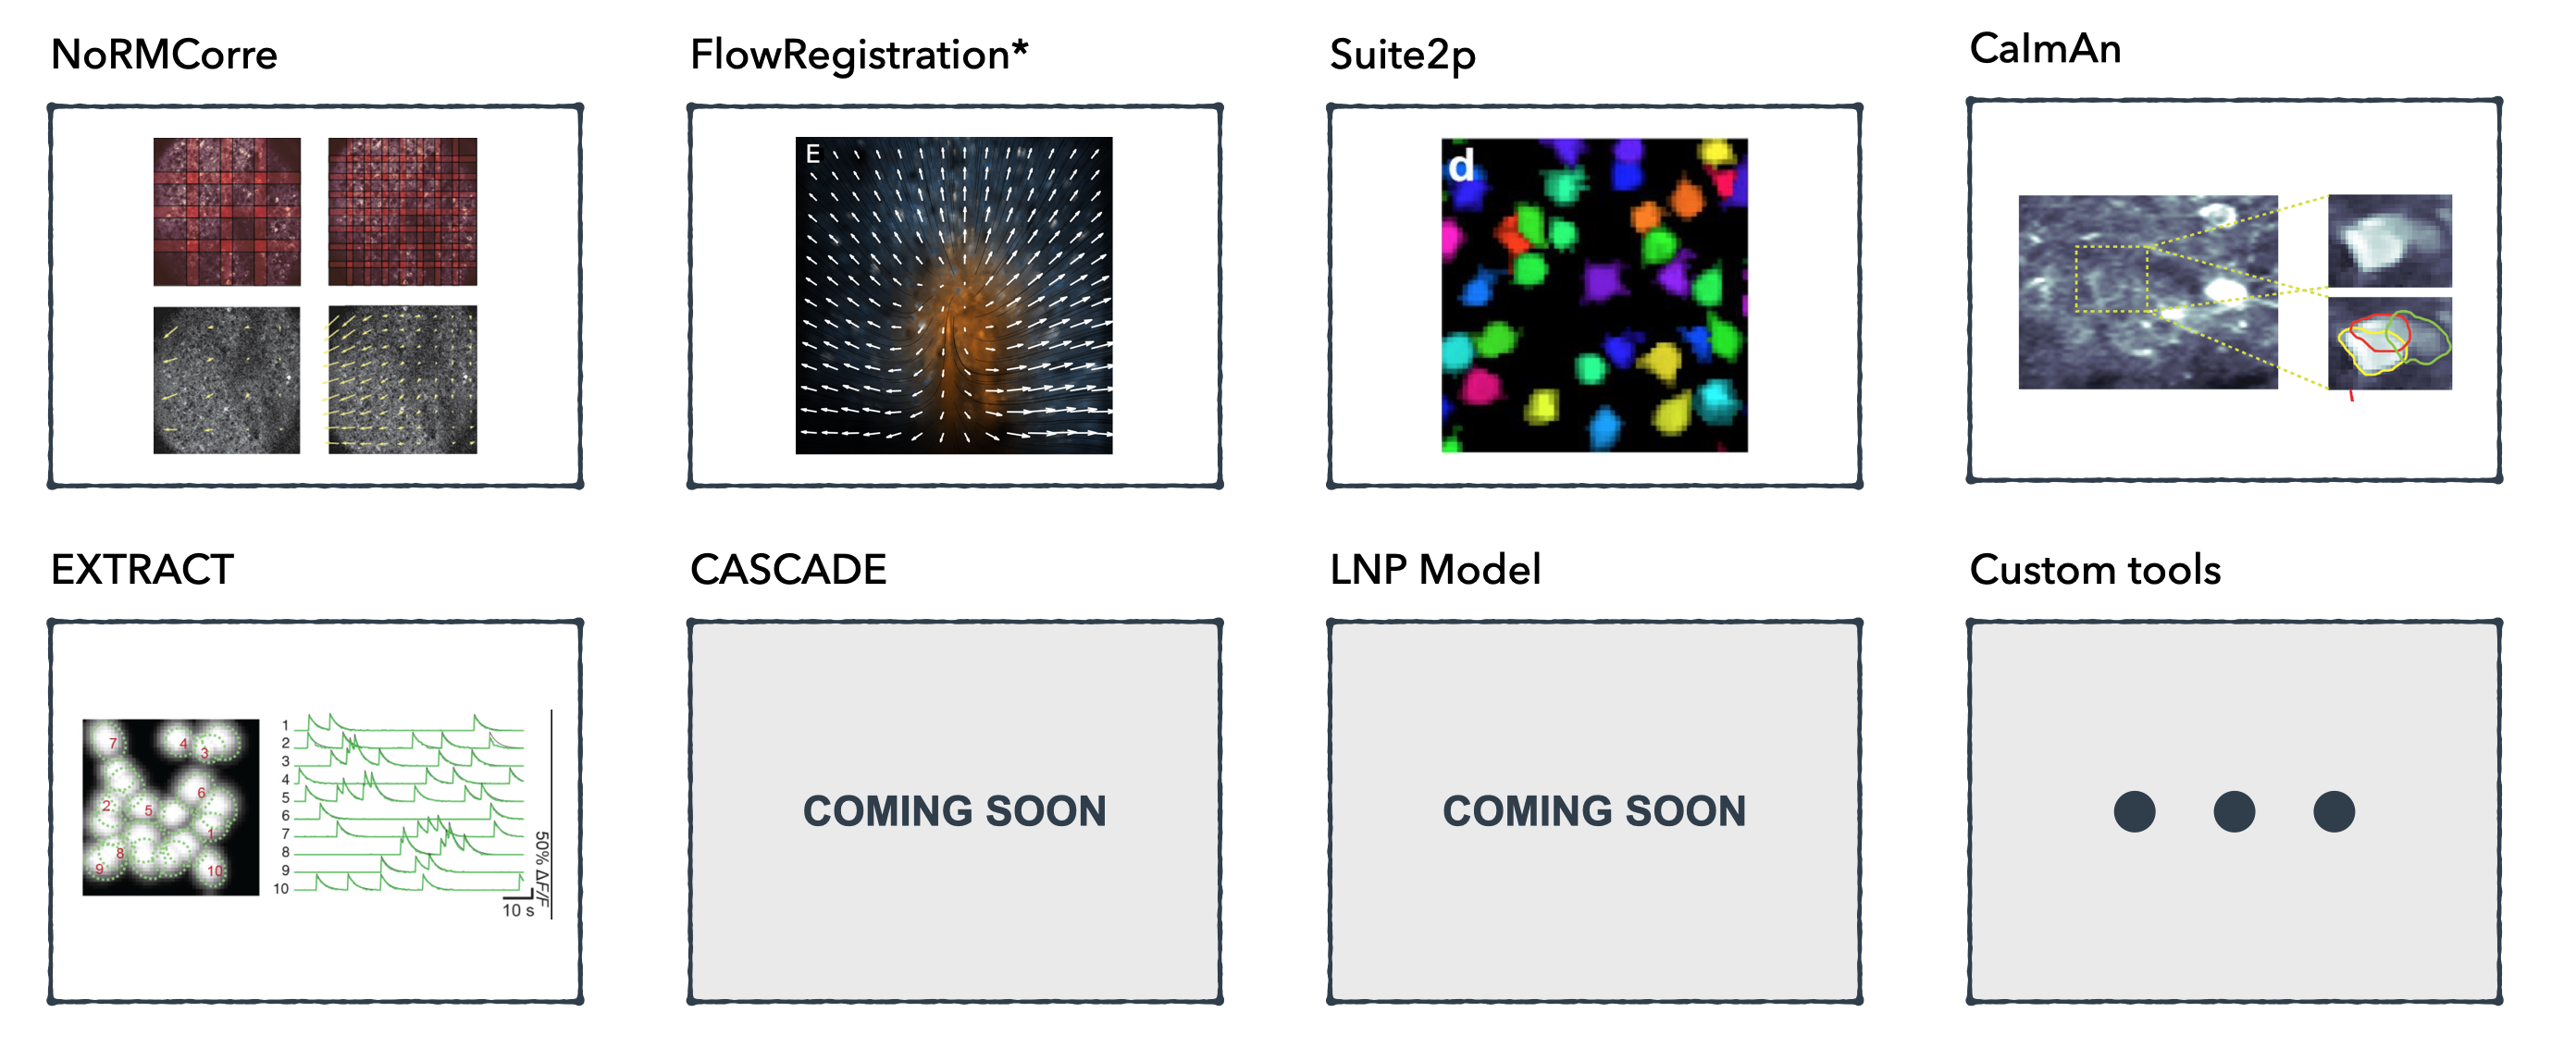 NoRMCorre
FlowRegistration*
Suite2p
CaImAn
E
d
EXTRACT
CASCADE
LNP Model
Custom tools
7
4
3
2
5
6
1
8
9
10
1
2
3
4
5
6
7
8
9
10
50% ΔF/F
10 s
COMING SOON
COMING SOON